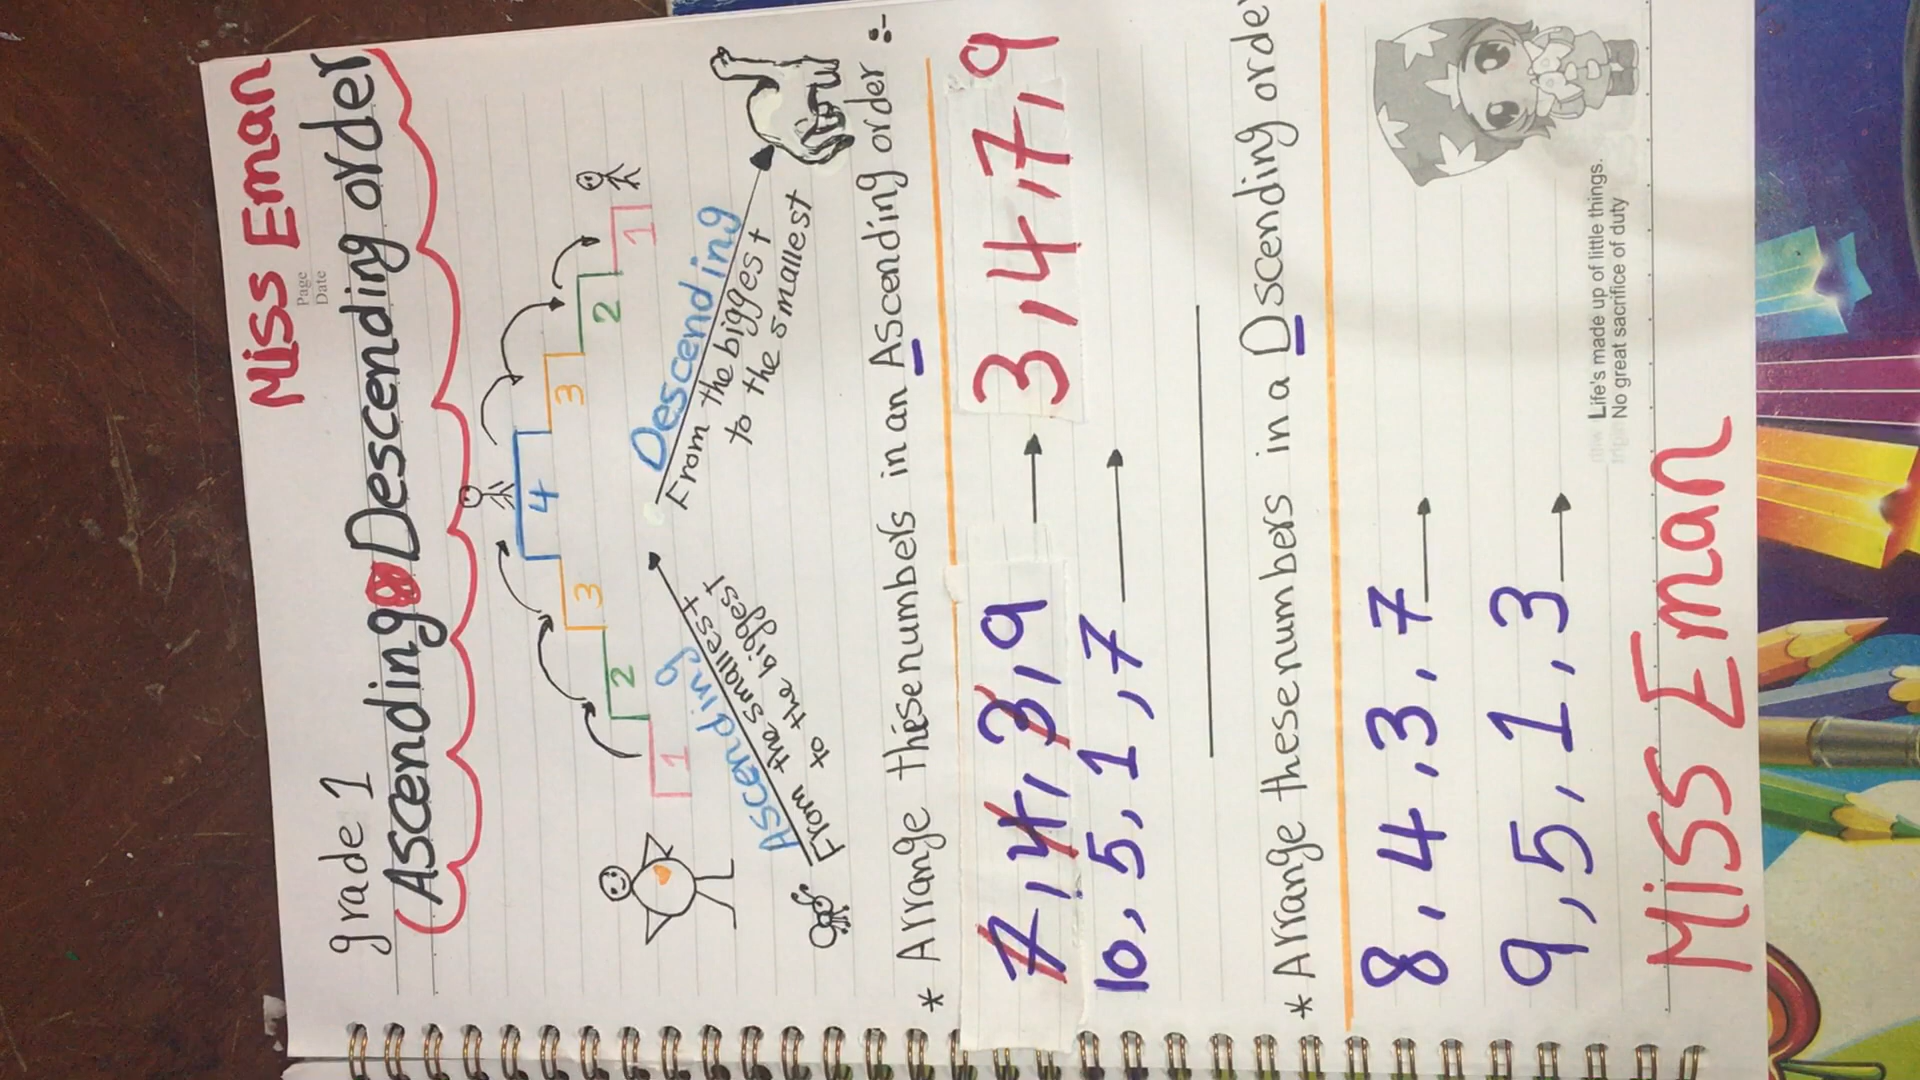 Miss Eman
Page
Date
grade 1
Ascending & Descending order
4
3 3
2 2
1 1
Ascending
From the smallest
to the biggest
Descending
From the biggest
to the smallest
* Arrange these numbers in an Ascending order :-
7, 4, 3, 9 → 3, 4, 7, 9
10, 5, 1, 7 →
* Arrange these numbers in a Dscending order
8, 4, 3, 7 →
9, 5, 1, 3 →
Life's made up of little things.
No great sacrifice of duty
Miss Eman